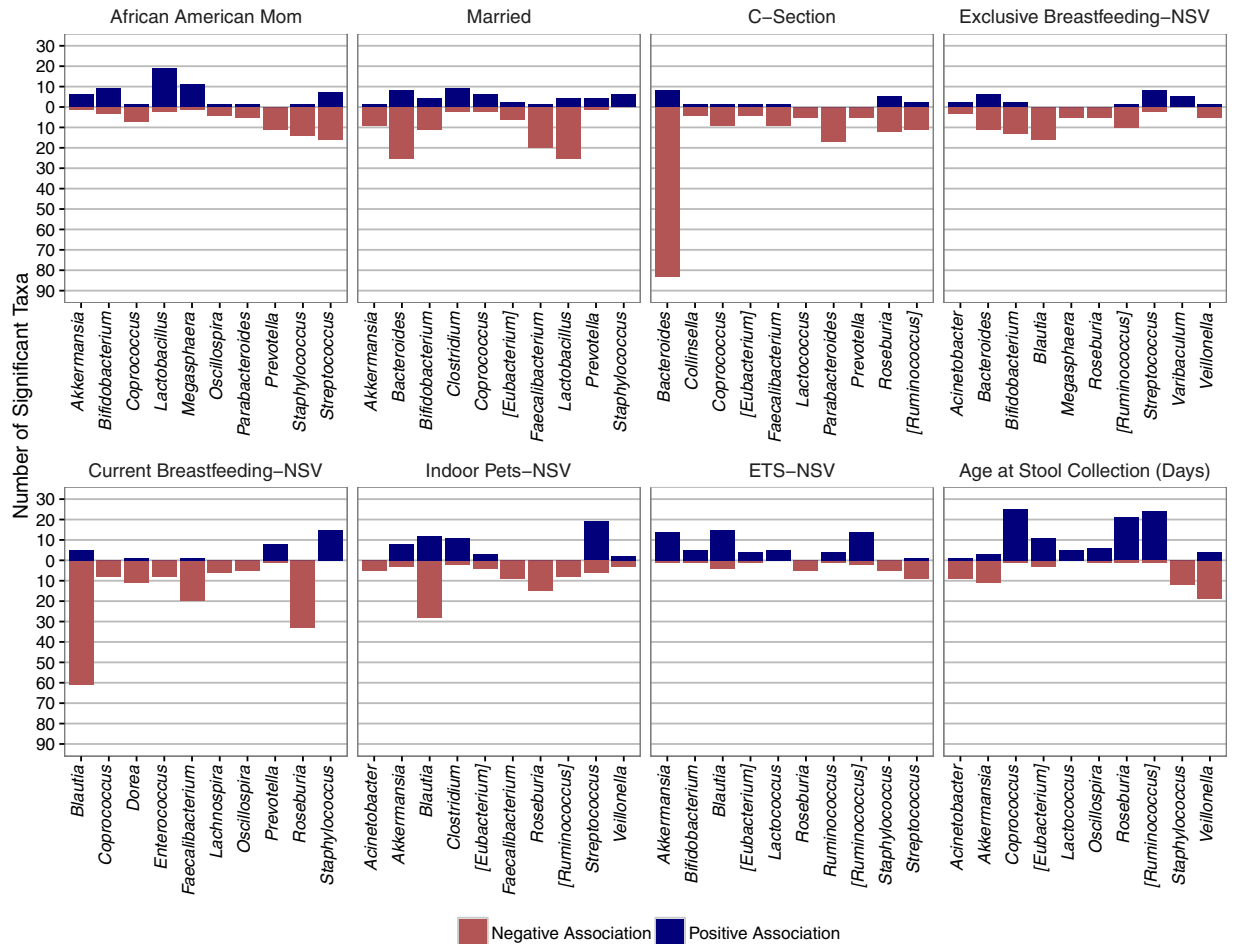 African American Mom
Married
C−Section
Exclusive Breastfeeding−NSV
30
20
10
0
10
20
30
40
50
60
70
80
90
Akkermansia
Bifidobacterium
Coprococcus
Lactobacillus
Megasphaera
Oscillospira
Parabacteroides
Prevotella
Staphylococcus
Streptococcus
Akkermansia
Bacteroides
Bifidobacterium
Clostridium
Coprococcus
[Eubacterium]
Faecalibacterium
Lactobacillus
Prevotella
Staphylococcus
Bacteroides
Collinsella
Coprococcus
[Eubacterium]
Faecalibacterium
Lactococcus
Parabacteroides
Prevotella
Roseburia
[Ruminococcus]
Acinetobacter
Bacteroides
Bifidobacterium
Blautia
Megasphaera
Roseburia
[Ruminococcus]
Streptococcus
Varibaculum
Veillonella
Number of Significant Taxa
Current Breastfeeding−NSV
Indoor Pets−NSV
ETS−NSV
Age at Stool Collection (Days)
30
20
10
0
10
20
30
40
50
60
70
80
90
Blautia
Coprococcus
Dorea
Enterococcus
Faecalibacterium
Lachnospira
Oscillospira
Prevotella
Roseburia
Staphylococcus
Acinetobacter
Akkermansia
Blautia
Clostridium
[Eubacterium]
Faecalibacterium
Roseburia
[Ruminococcus]
Streptococcus
Veillonella
Akkermansia
Bifidobacterium
Blautia
[Eubacterium]
Lactococcus
Roseburia
Ruminococcus
[Ruminococcus]
Staphylococcus
Streptococcus
Acinetobacter
Akkermansia
Coprococcus
[Eubacterium]
Lactococcus
Oscillospira
Roseburia
[Ruminococcus]
Staphylococcus
Veillonella
Negative Association
Positive Association